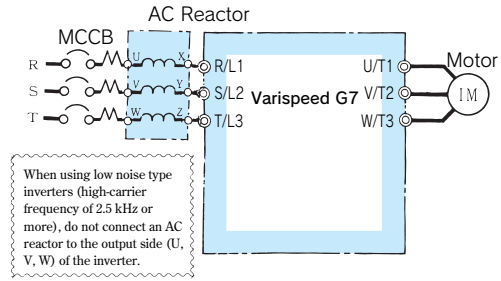 AC Reactor
MCCB
Motor
R U X R/L1 U/T1
S V Y S/L2 Varispeed G7 V/T2 IM
T W Z T/L3 W/T3
When using low noise type
inverters (high-carrier
frequency of 2.5 kHz or
more), do not connect an AC
reactor to the output side (U,
V, W) of the inverter.